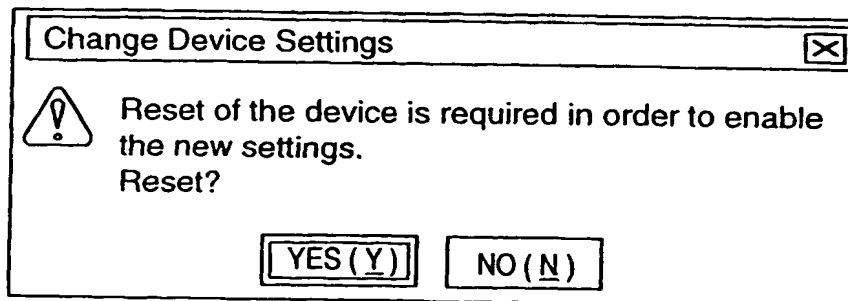 Change Device Settings
Reset of the device is required in order to enable
the new settings.
Reset?
YES (Y) NO (N)